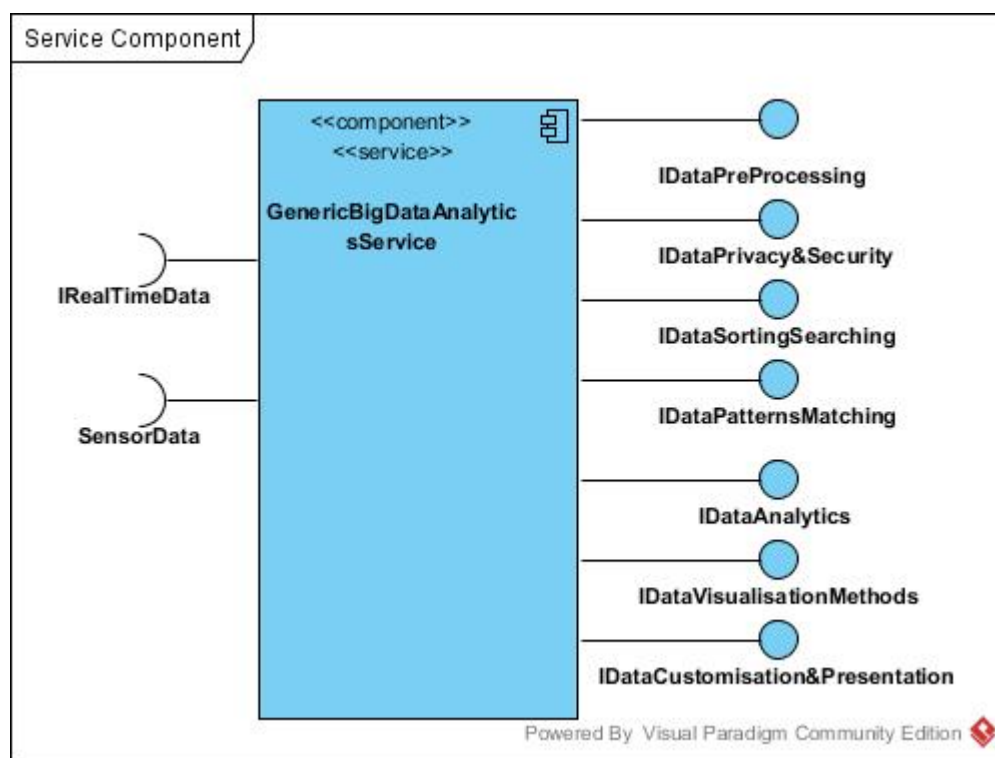 Service Component
<<component>>
<<service>>
GenericBigDataAnalytic
sService
IRealTimeData
SensorData
IDataPreProcessing
IDataPrivacy&Security
IDataSortingSearching
IDataPatternsMatching
IDataAnalytics
IDataVisualisationMethods
IDataCustomisation&Presentation
Powered By Visual Paradigm Community Edition